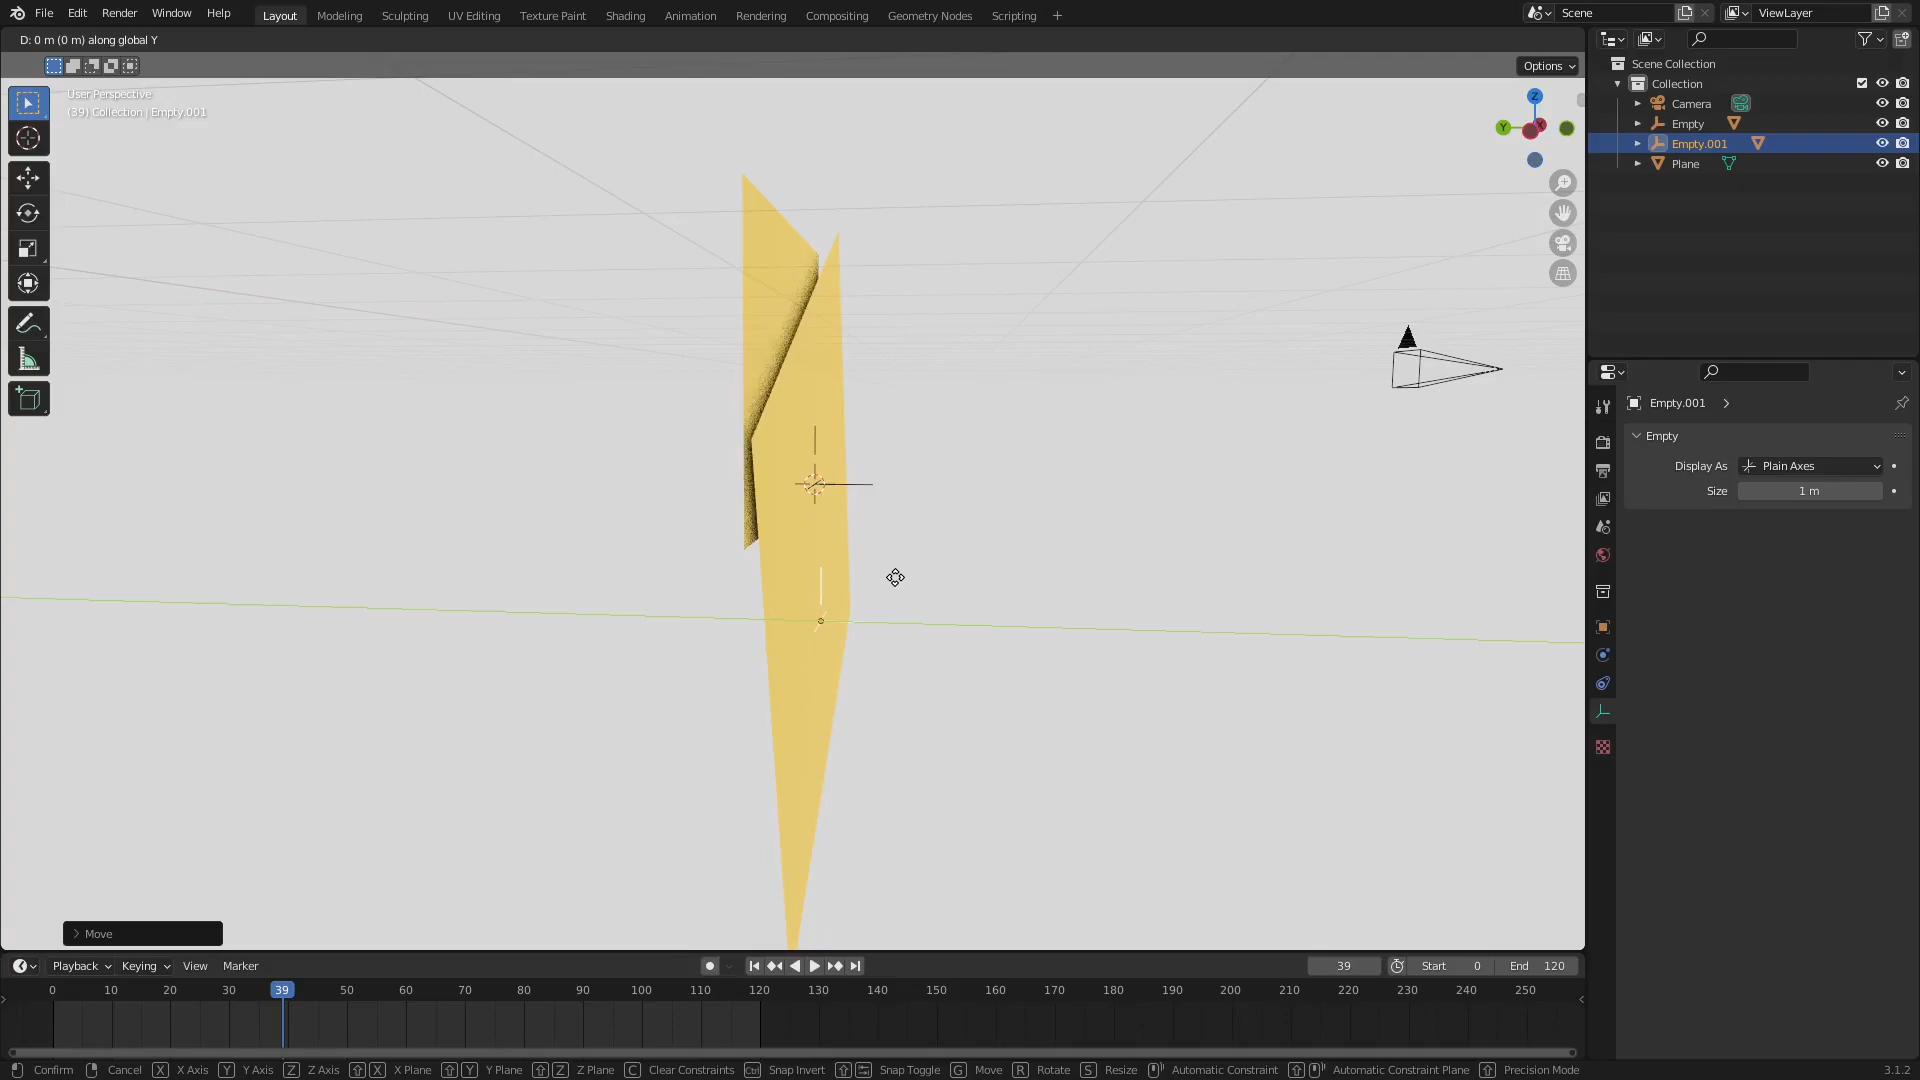 File Edit Render Window Help Layout Modeling Sculpting UV Editing Texture Paint Shading Animation Rendering Compositing Geometry Nodes Scripting + Scene ViewLayer
D: 0 m (0 m) along global Y
Options
User Perspective
(39) Collection | Empty.001
Z
Y
X
Scene Collection
Collection
Camera
Empty
Empty.001
Plane
Empty.001
Empty
Display As Plain Axes
Size 1 m
Move
Playback Keying View Marker 39 Start 0 End 120
0 10 20 30 39 50 60 70 80 90 100 110 120 130 140 150 160 170 180 190 200 210 220 230 240 250
Confirm Cancel X X Axis Y Y Axis Z Z Axis X X Plane Y Y Plane Z Z Plane C Clear Constraints Ctrl Snap Invert Snap Toggle G Move R Rotate S Resize Automatic Constraint Automatic Constraint Plane Precision Mode 3.1.2